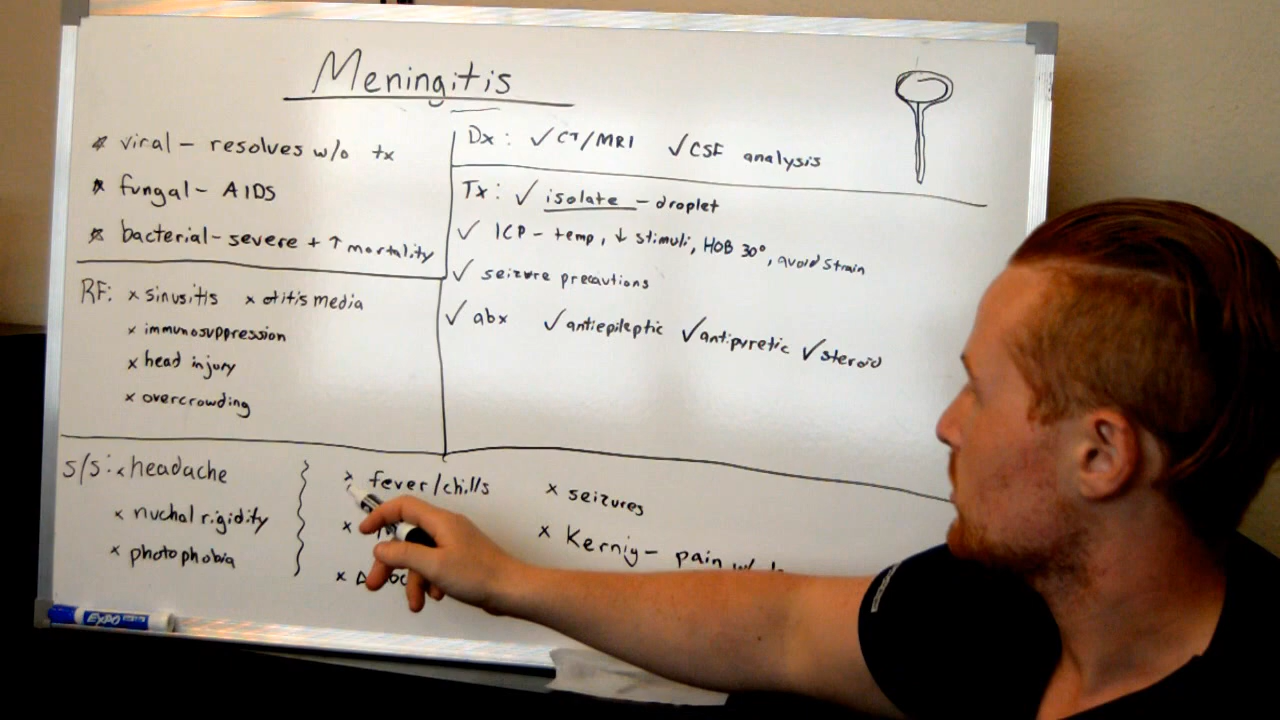 Meningitis
* viral – resolves w/o tx
* fungal – AIDS
* bacterial – severe + ↑ mortality
RF: x sinusitis x otitis media
x immunosuppression
x head injury
x overcrowding
Dx: ✓ CT/MRI ✓ CSF analysis
Tx: ✓ isolate – droplet
✓ ICP – temp, ↓ stimuli, HOB 30°, avoid strain
✓ seizure precautions
✓ abx ✓ antiepileptic ✓ antipyretic ✓ steroid
s/s: x headache
x nuchal rigidity
x photophobia
x fever/chills
x
x
x seizures
x Kernig – pain w/
EXPO